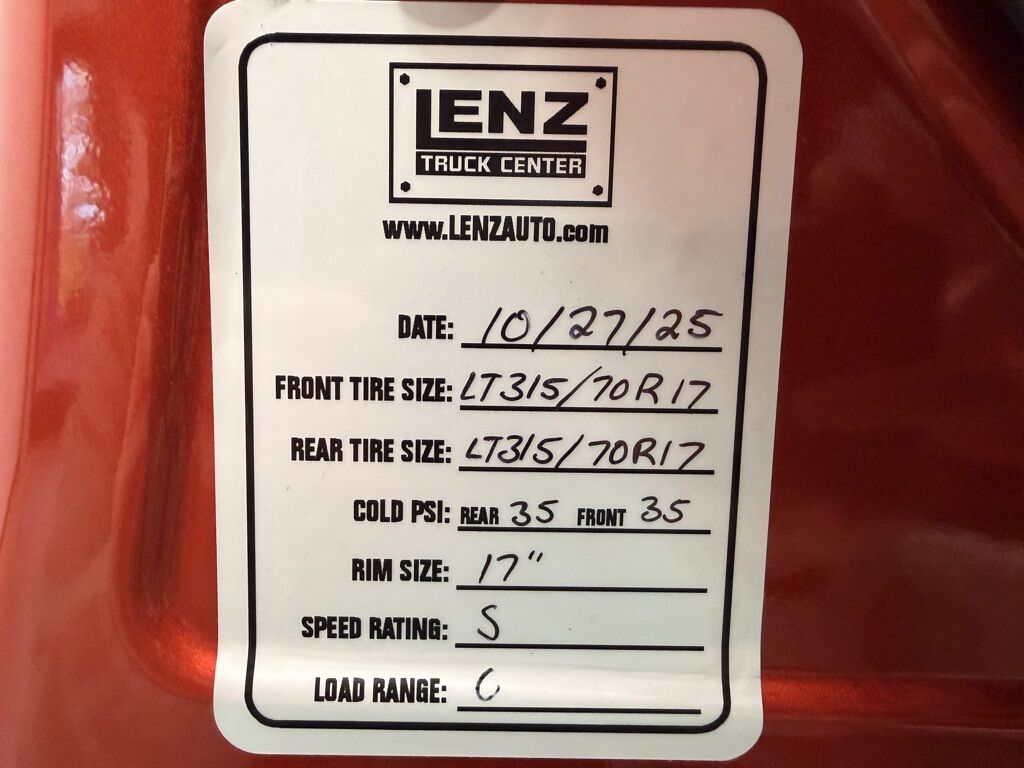 LENZ
TRUCK CENTER
www.LENZAUTO.com
DATE: 10/27/25
FRONT TIRE SIZE: LT315/70R17
REAR TIRE SIZE: LT315/70R17
COLD PSI: REAR 35 FRONT 35
RIM SIZE: 17"
SPEED RATING: S
LOAD RANGE: C